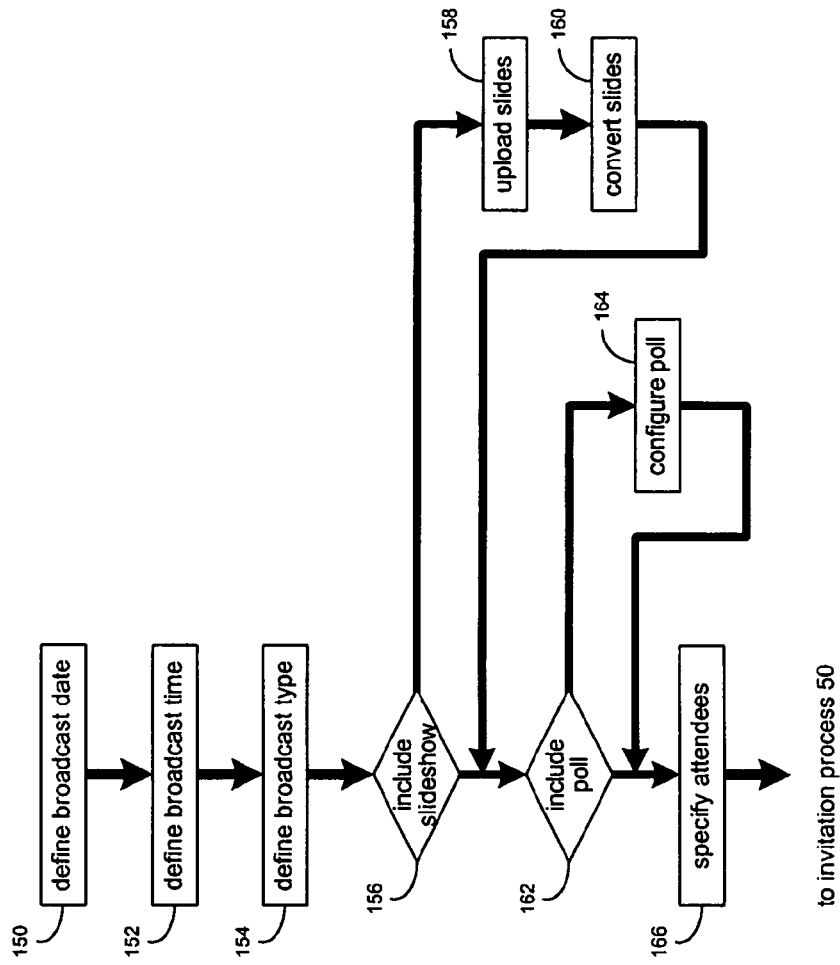 150
define broadcast date
152
define broadcast time
154
define broadcast type
156
include
slideshow
158
upload slides
160
convert slides
162
include
poll
164
configure poll
166
specify attendees
to invitation process 50